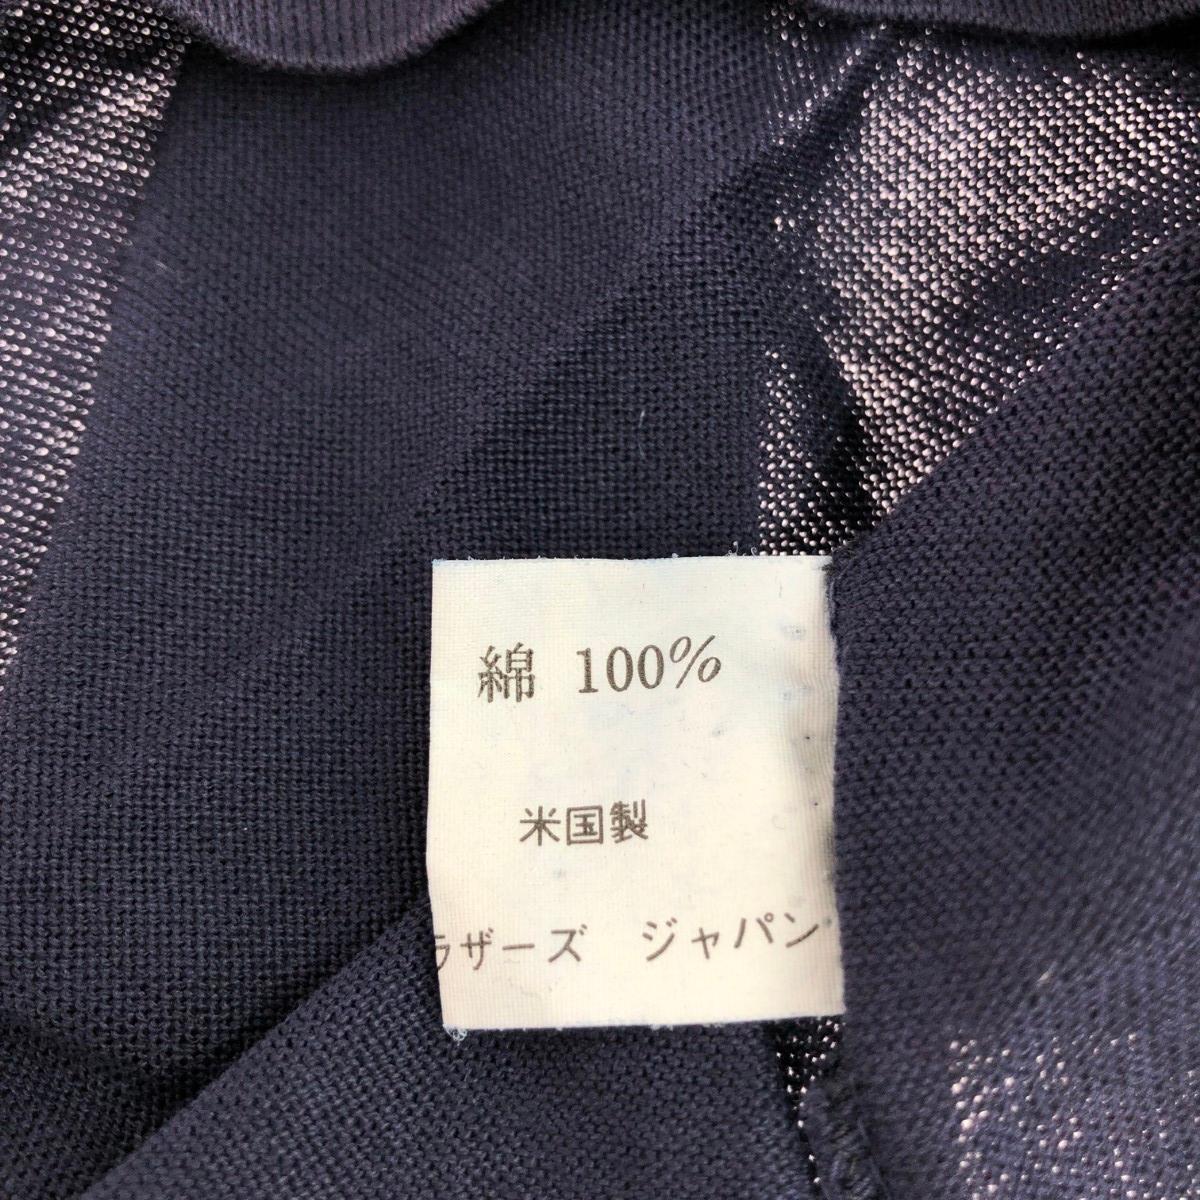 綿 100%
米国製
ラザーズ ジャパン